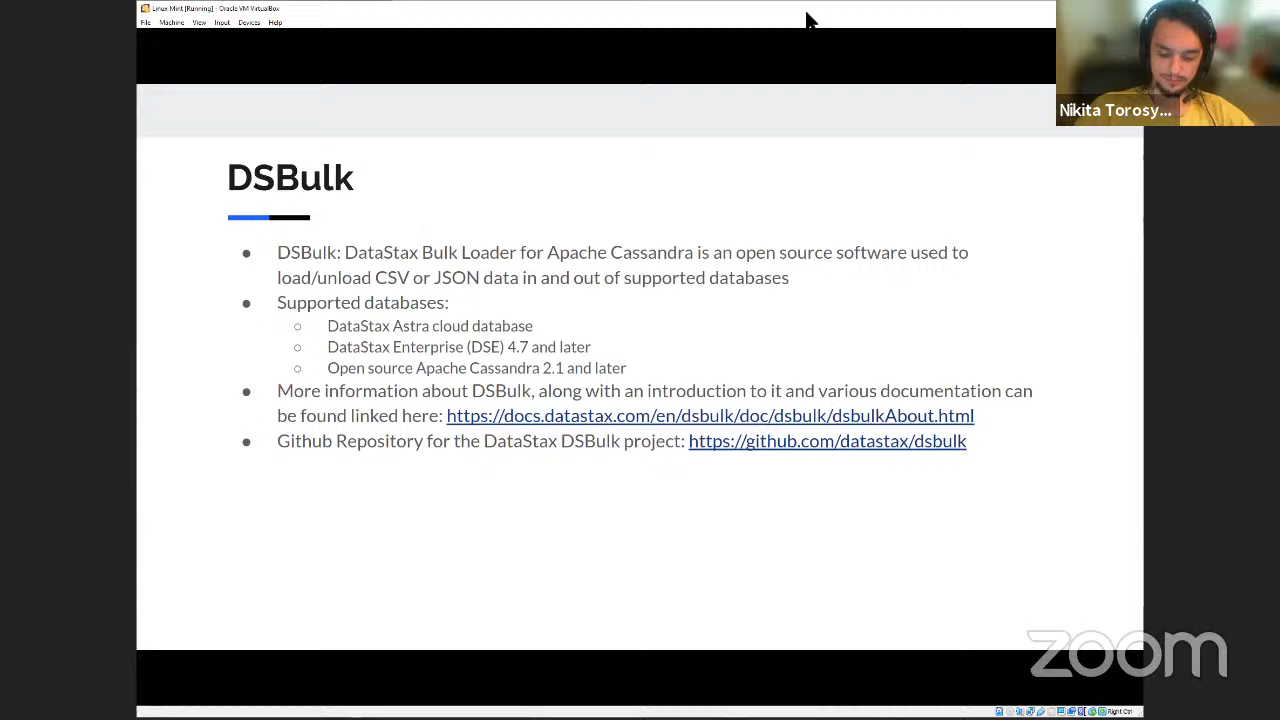 Linux Mint [Running] - Oracle VM VirtualBox
File Machine View Input Devices Help
Nikita Torosy...
DSBulk
● DSBulk: DataStax Bulk Loader for Apache Cassandra is an open source software used to
load/unload CSV or JSON data in and out of supported databases
● Supported databases:
○ DataStax Astra cloud database
○ DataStax Enterprise (DSE) 4.7 and later
○ Open source Apache Cassandra 2.1 and later
● More information about DSBulk, along with an introduction to it and various documentation can
be found linked here: https://docs.datastax.com/en/dsbulk/doc/dsbulk/dsbulkAbout.html
● Github Repository for the DataStax DSBulk project: https://github.com/datastax/dsbulk
zoom
Right Ctrl